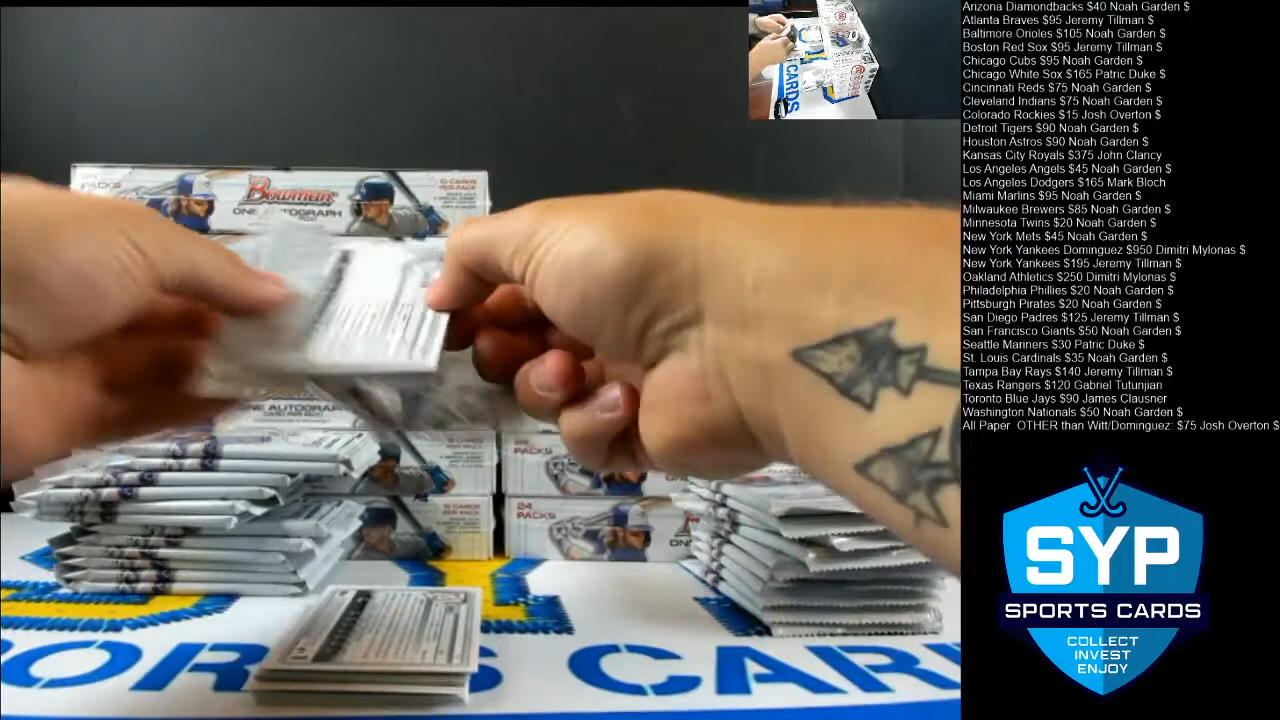 Arizona Diamondbacks $40 Noah Garden $
Atlanta Braves $95 Jeremy Tillman $
Baltimore Orioles $105 Noah Garden $
Boston Red Sox $95 Jeremy Tillman $
Chicago Cubs $95 Noah Garden $
Chicago White Sox $165 Patric Duke $
Cincinnati Reds $75 Noah Garden $
Cleveland Indians $75 Noah Garden $
Colorado Rockies $15 Josh Overton $
Detroit Tigers $90 Noah Garden $
Houston Astros $90 Noah Garden $
Kansas City Royals $375 John Clancy
Los Angeles Angels $45 Noah Garden $
Los Angeles Dodgers $165 Mark Bloch
Miami Marlins $95 Noah Garden $
Milwaukee Brewers $85 Noah Garden $
Minnesota Twins $20 Noah Garden $
New York Mets $45 Noah Garden $
New York Yankees Dominguez $950 Dimitri Mylonas $
New York Yankees $195 Jeremy Tillman $
Oakland Athletics $250 Dimitri Mylonas $
Philadelphia Phillies $20 Noah Garden $
Pittsburgh Pirates $20 Noah Garden $
San Diego Padres $125 Jeremy Tillman $
San Francisco Giants $50 Noah Garden $
Seattle Mariners $30 Patric Duke $
St. Louis Cardinals $35 Noah Garden $
Tampa Bay Rays $140 Jeremy Tillman $
Texas Rangers $120 Gabriel Tutunjian
Toronto Blue Jays $90 James Clausner
Washington Nationals $50 Noah Garden $
All Paper OTHER than Witt/Dominguez: $75 Josh Overton $
SYP
SPORTS CARDS
COLLECT
INVEST
ENJOY
CARDS
PACKS
Bowman
ONE AUTOGRAPH
10 CARDS
PER PACK
24
PACKS